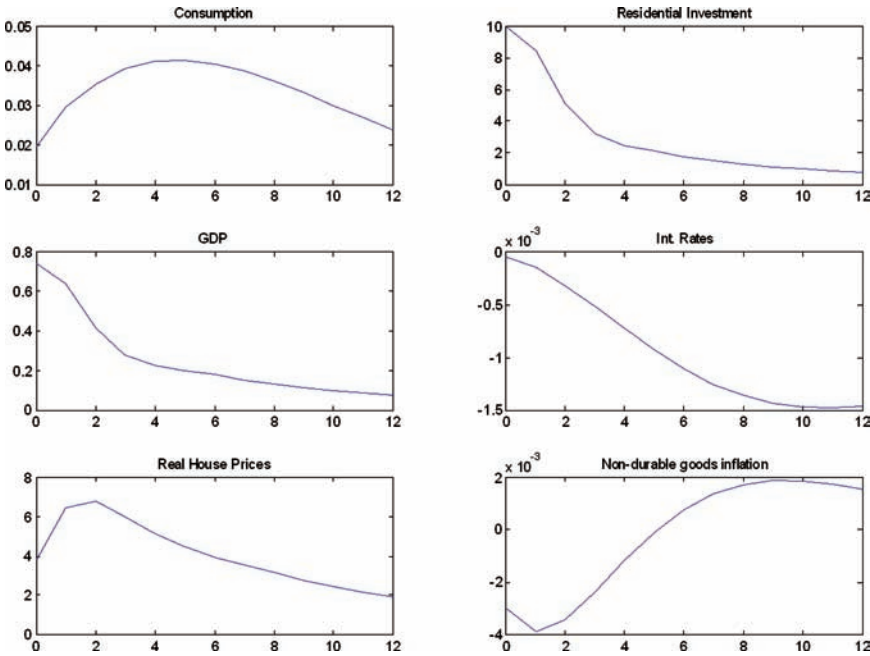 Consumption
0.05
0.04
0.03
0.02
0.01
0 2 4 6 8 10 12
Residential Investment
10
8
6
4
2
0
0 2 4 6 8 10 12
GDP
0.8
0.6
0.4
0.2
0
0 2 4 6 8 10 12
Int. Rates
x 10⁻³
0
-0.5
-1
-1.5
0 2 4 6 8 10 12
Real House Prices
8
6
4
2
0
0 2 4 6 8 10 12
Non-durable goods inflation
x 10⁻³
2
0
-2
-4
0 2 4 6 8 10 12